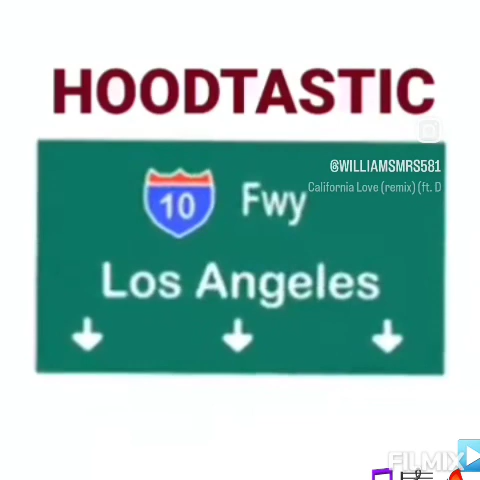 HOODTASTIC
@WILLIAMSMRS581
California Love (remix) (ft. D
10 Fwy
Los Angeles
FILMIX